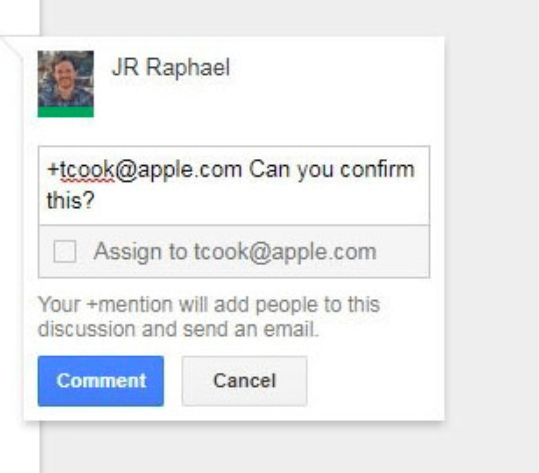 JR Raphael
+tcook@apple.com Can you confirm
this?
Assign to tcook@apple.com
Your +mention will add people to this
discussion and send an email.
Comment
Cancel